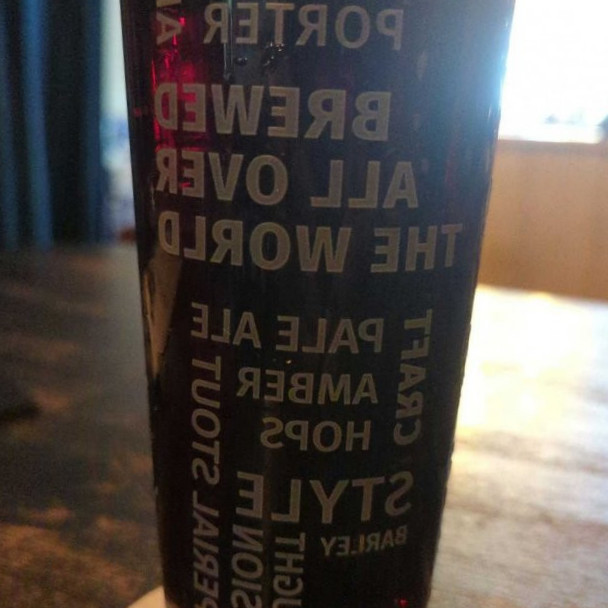 PORTER
BREWED
ALL OVER
THE WORLD
PALE ALE
AMBER
HOPS
CRAFT
STYLE
BARLEY
STOUT